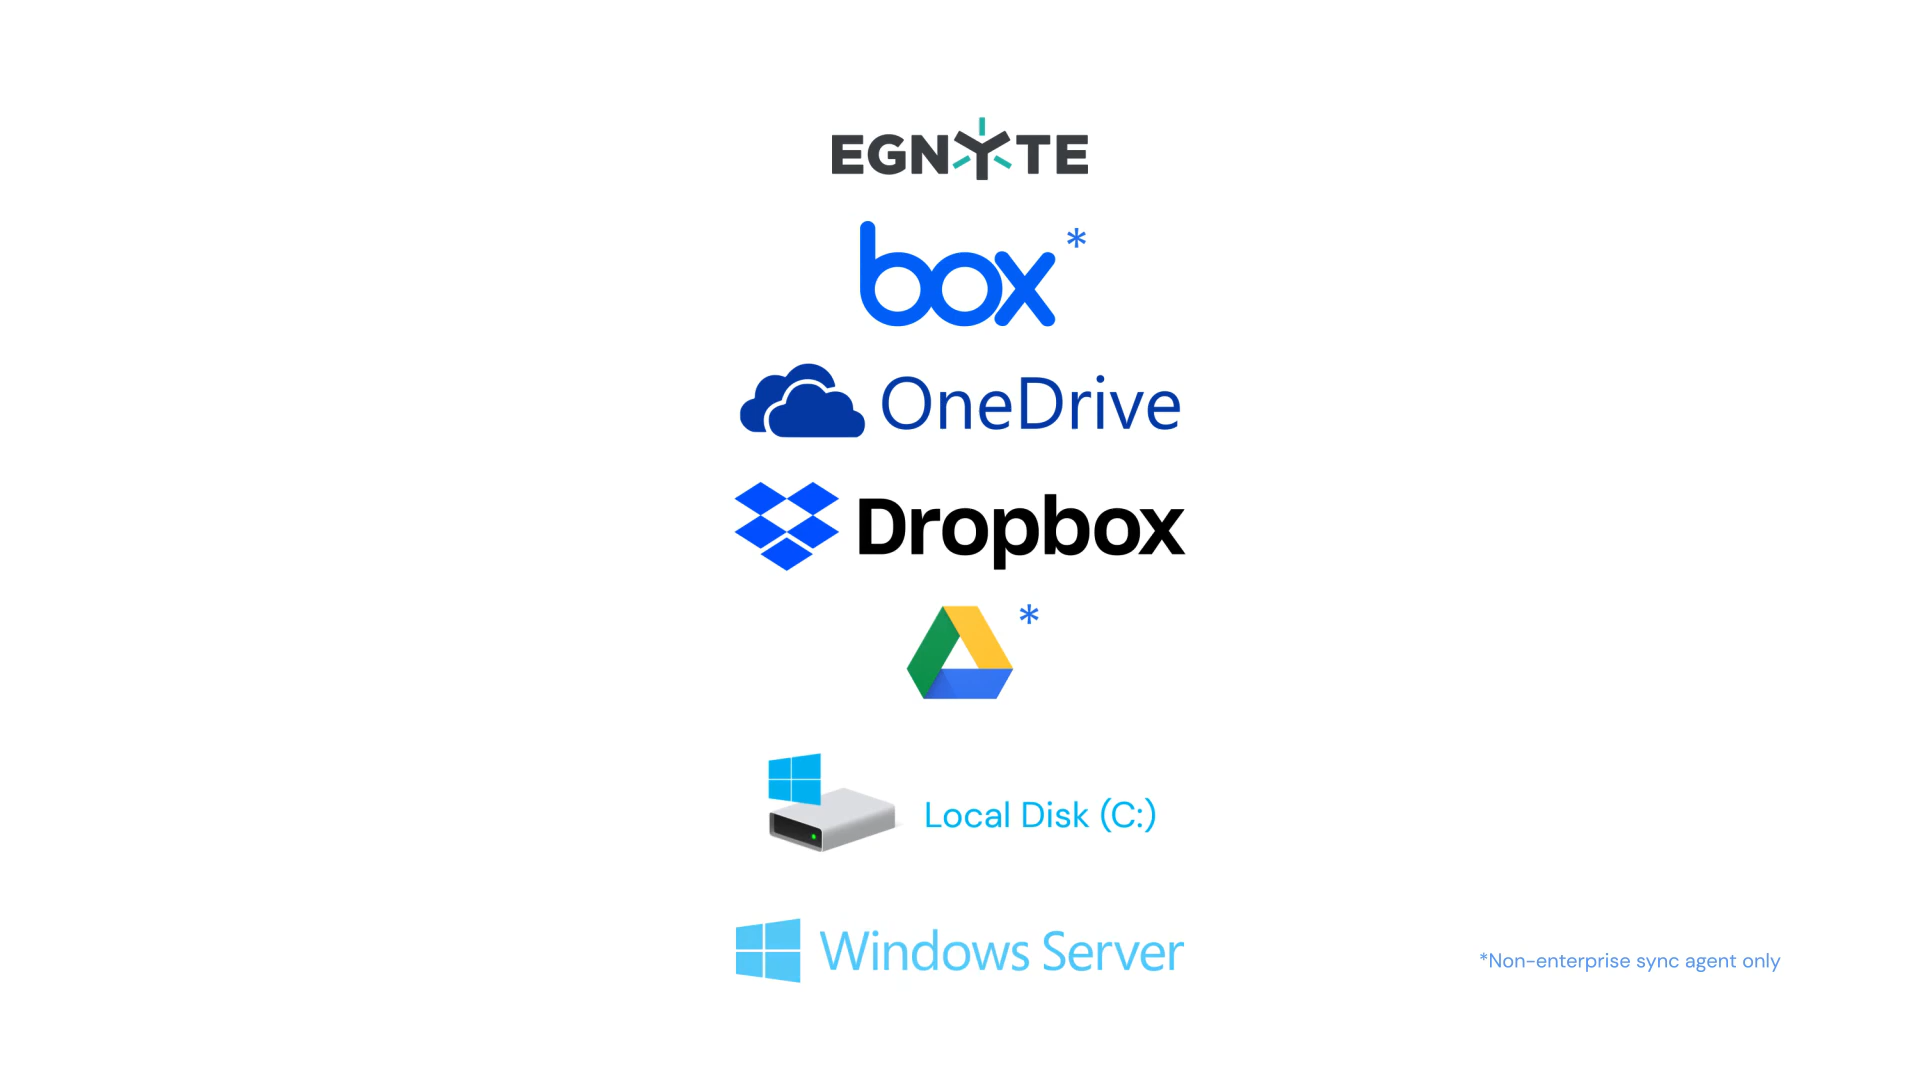 EGNYTE
box*
OneDrive
Dropbox
*
Local Disk (C:)
Windows Server
*Non-enterprise sync agent only